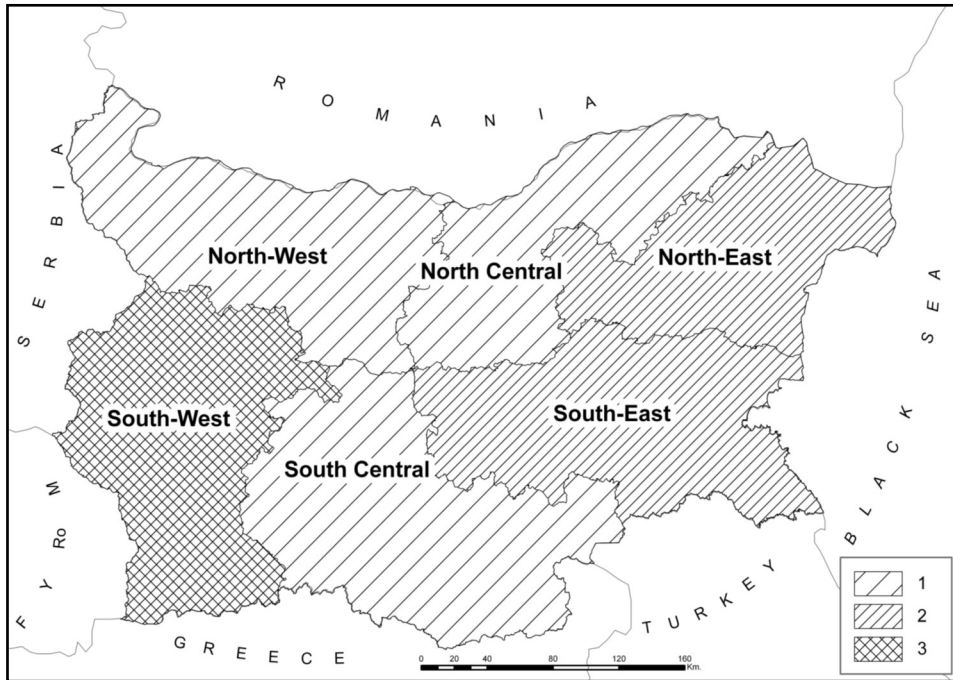 ROMANIA
SERBIA
North-West
North Central
North-East
South-West
South-East
South Central
BLACK SEA
FYRoM
GREECE
TURKEY
1
2
3
0 10 20 40 80 120 160
Km.